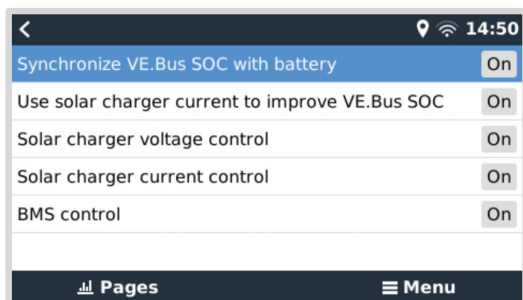 14:50
Synchronize VE.Bus SOC with battery On
Use solar charger current to improve VE.Bus SOC On
Solar charger voltage control On
Solar charger current control On
BMS control On
Pages Menu